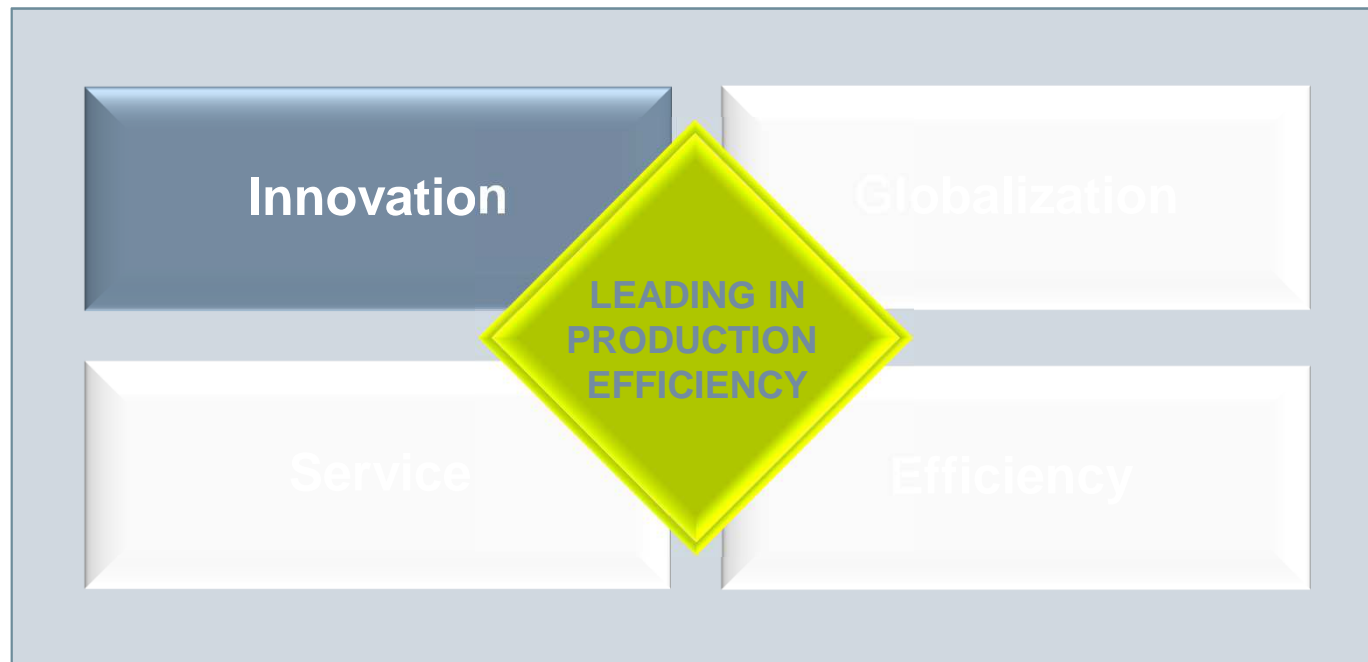 Innovation
Globalization
LEADING IN
PRODUCTION
EFFICIENCY
Service
Efficiency